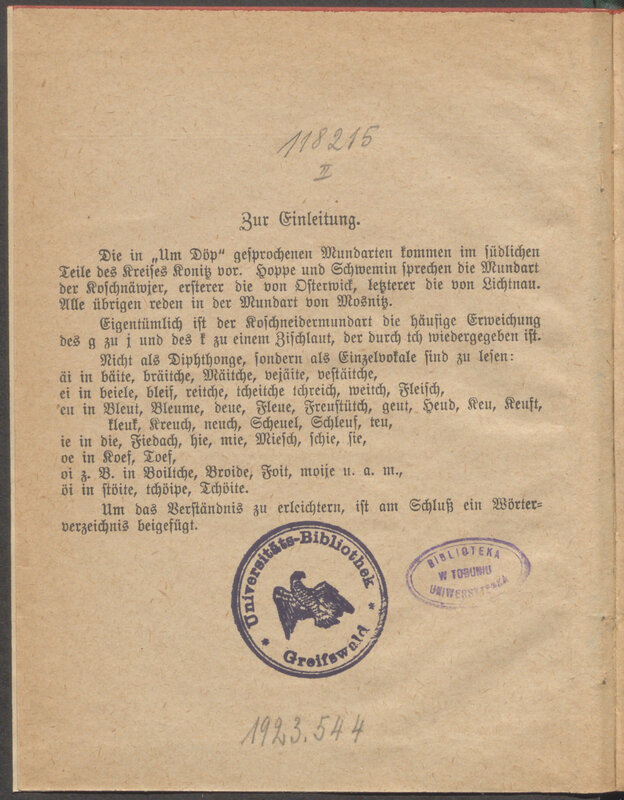 118215
II
Zur Einleitung.
Die in „Um Döp“ gesprochenen Mundarten kommen im südlichen
Teile des Kreises Konitz vor. Hoppe und Schwemin sprechen die Mundart
der Koschnäwjer, ersterer die von Osterwick, letzterer die von Lichtnau.
Alle übrigen reden in der Mundart von Mosnitz.
Eigentümlich ist der Koschneidermundart die häufige Erweichung
des g zu j und des k zu einem Zischlaut, der durch tch wiedergegeben ist.
Nicht als Diphthonge, sondern als Einzelvokale sind zu lesen:
äi in bäite, bräitche, Mäitche, vejäite, vestäitche,
ei in beiele, bleif, reitche, tcheitche tchreich, weitch, Fleisch,
eu in Bleut, Bleume, deue, Fleue, Freustütch, geut, Heud, Keu, Keuft,
kleuk, Kreuch, neuch, Scheuel, Schleuf, teu,
ie in die, Fiedach, hie, mie, Miesch, schie, sie,
oe in Koef, Toef,
oi z. B. in Boiltche, Broide, Foit, moije u. a. m.,
öi in stöite, tchöipe, Tchöite.
Um das Verständnis zu erleichtern, ist am Schluß ein Wörter-
verzeichnis beigefügt.
Universitäts-Bibliothek
* Greifswald *
BIBLIOTEKA
W TORUNIU
UNIWERSYTECKA
1923.544